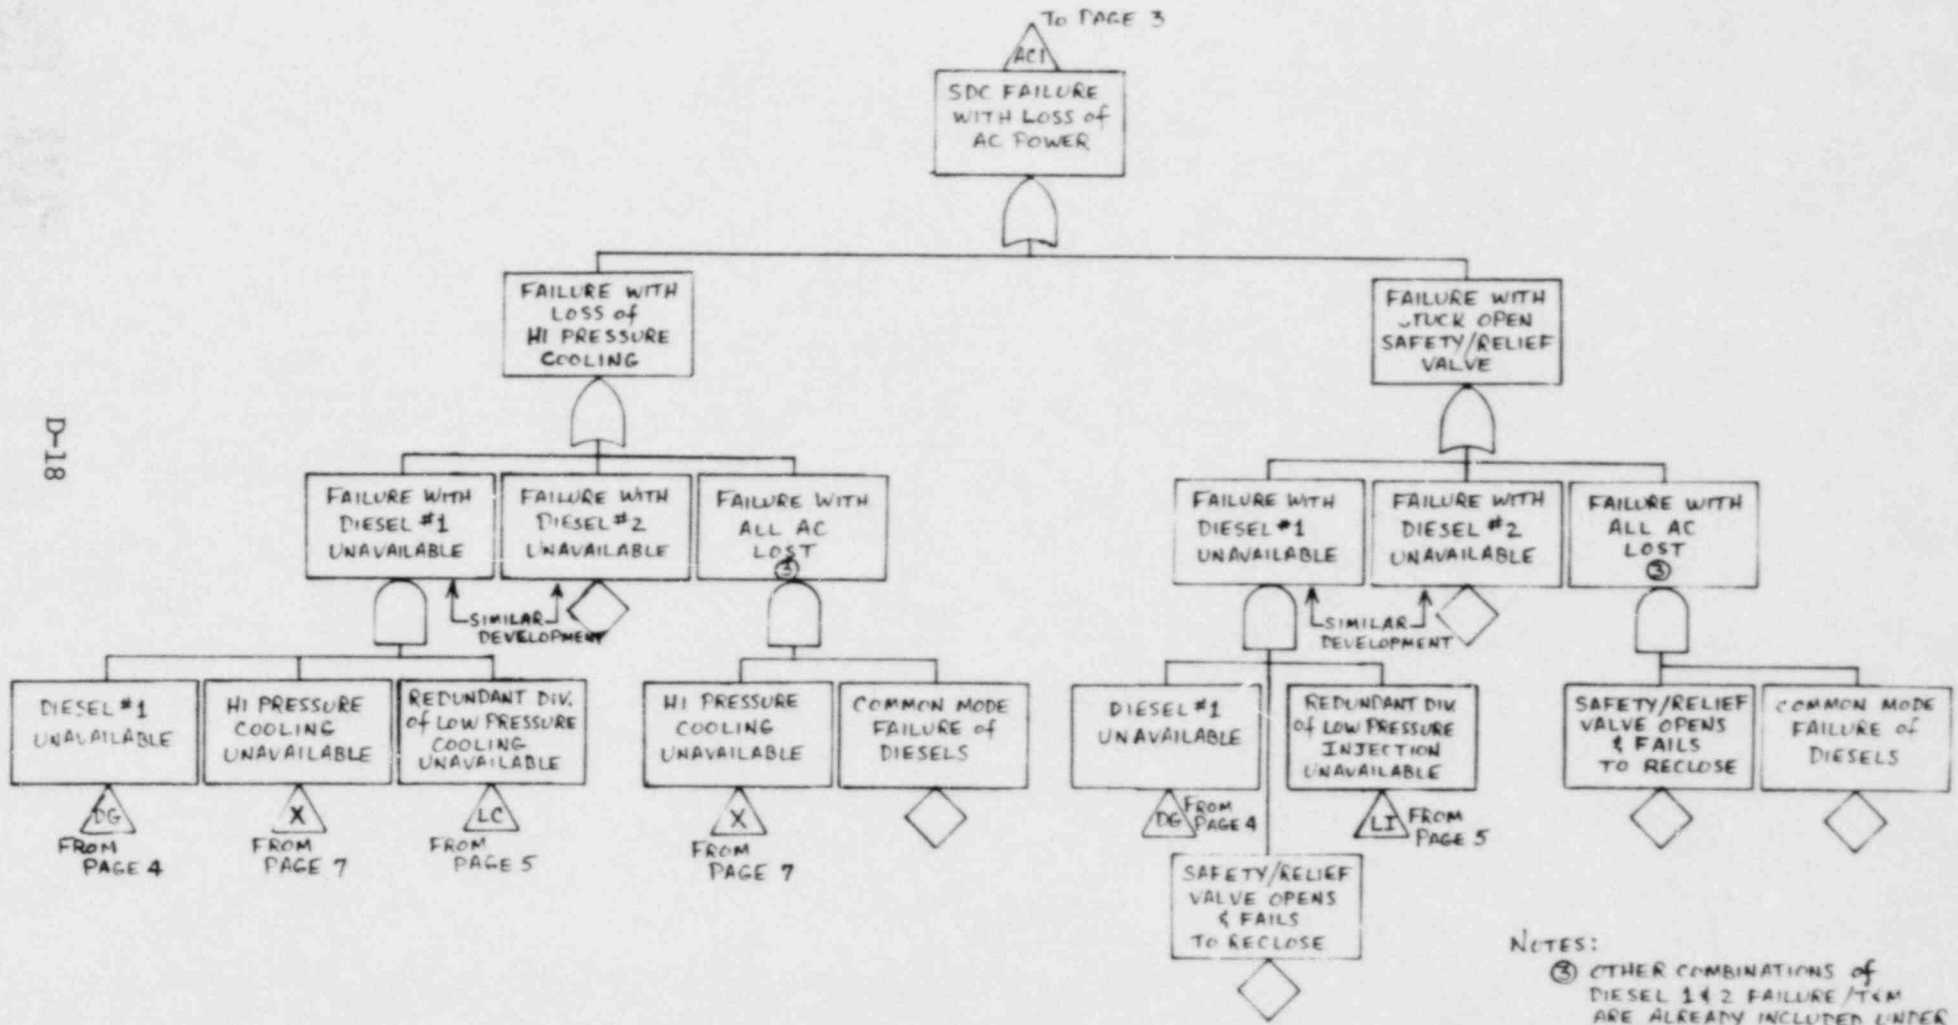 TO PAGE 3
AC1
SDC FAILURE
WITH LOSS of
AC POWER
FAILURE WITH
LOSS of
HI PRESSURE
COOLING
FAILURE WITH
STUCK OPEN
SAFETY/RELIEF
VALVE
D-18
FAILURE WITH
DIESEL #1
UNAVAILABLE
FAILURE WITH
DIESEL #2
UNAVAILABLE
FAILURE WITH
ALL AC
LOST
③
SIMILAR
DEVELOPMENT
FAILURE WITH
DIESEL #1
UNAVAILABLE
FAILURE WITH
DIESEL #2
UNAVAILABLE
FAILURE WITH
ALL AC
LOST
③
SIMILAR
DEVELOPMENT
DIESEL #1
UNAVAILABLE
DG
FROM
PAGE 4
HI PRESSURE
COOLING
UNAVAILABLE
X
FROM
PAGE 7
REDUNDANT DIV.
of LOW PRESSURE
COOLING
UNAVAILABLE
LC
FROM
PAGE 5
HI PRESSURE
COOLING
UNAVAILABLE
X
FROM
PAGE 7
COMMON MODE
FAILURE of
DIESELS
DIESEL #1
UNAVAILABLE
DG
FROM
PAGE 4
REDUNDANT DIV.
of LOW PRESSURE
INJECTION
UNAVAILABLE
LI
FROM
PAGE 5
SAFETY/RELIEF
VALVE OPENS
& FAILS
TO RECLOSE
SAFETY/RELIEF
VALVE OPENS
& FAILS
TO RECLOSE
COMMON MODE
FAILURE of
DIESELS
NOTES:
③ OTHER COMBINATIONS of
DIESEL 1 & 2 FAILURE/T&M
ARE ALREADY INCLUDED UNDER